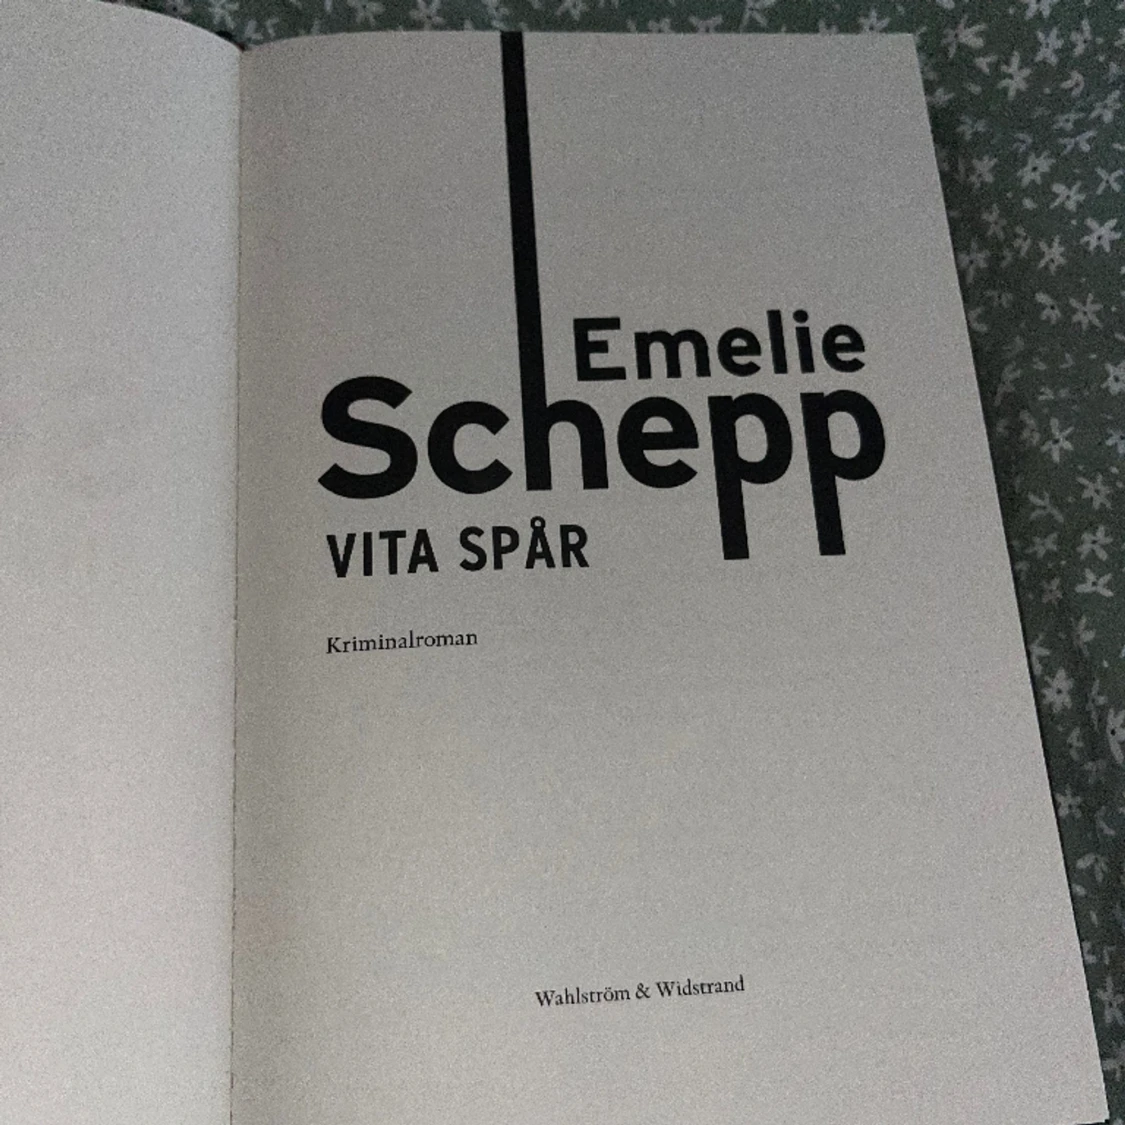 Emelie
Schepp
VITA SPÅR
Kriminalroman
Wahlström & Widstrand